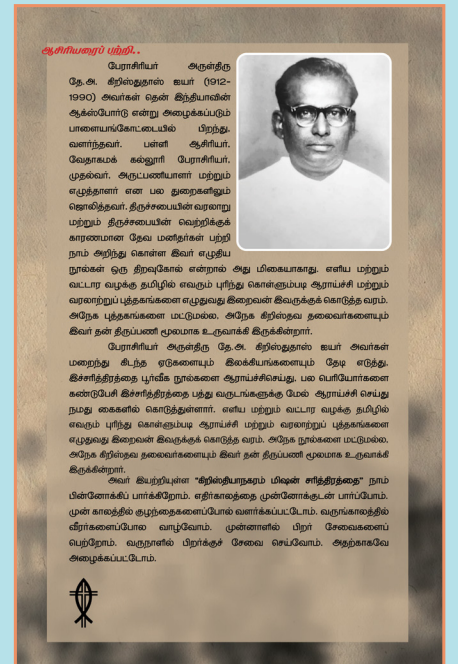 ஆசிரியரைப் பற்றி..
பேராசிரியர் அருள்திரு
தே.அ. கிறிஸ்துதாஸ் ஐயர் (1912-
1990) அவர்கள் தென் இந்தியாவின்
ஆக்ஸ்போர்டு என்று அழைக்கப்படும்
பாளையங்கோட்டையில் பிறந்து,
வளர்ந்தவர். பள்ளி ஆசிரியர்,
வேதாகமக் கல்லூரி பேராசிரியர்,
முதல்வர், அருட்பணியாளர் மற்றும்
எழுத்தாளர் என பல துறைகளிலும்
ஜொலித்தவர். திருச்சபையின் வரலாறு
மற்றும் திருச்சபையின் வெற்றிக்குக்
காரணமான தேவ மனிதர்கள் பற்றி
நாம் அறிந்து கொள்ள இவர் எழுதிய
நூல்கள் ஒரு திறவுகோல் என்றால் அது மிகையாகாது. எளிய மற்றும்
வட்டார வழக்கு தமிழில் எவரும் புரிந்து கொள்ளும்படி ஆராய்ச்சி மற்றும்
வரலாற்றுப் புத்தகங்களை எழுதுவது இறைவன் இவருக்குக் கொடுத்த வரம்.
அநேக புத்தகங்களை மட்டுமல்ல, அநேக கிறிஸ்தவ தலைவர்களையும்
இவர் தன் திருப்பணி மூலமாக உருவாக்கி இருக்கின்றார்.
பேராசிரியர் அருள்திரு தே.அ. கிறிஸ்துதாஸ் ஐயர் அவர்கள்
மறைந்து கிடந்த ஏடுகளையும் இலக்கியங்களையும் தேடி எடுத்து,
இச்சரித்திரத்தை பூர்வீக நூல்களை ஆராய்ச்சிசெய்து, பல பெரியோர்களை
கண்டுபேசி இச்சரித்திரத்தை பத்து வருடங்களுக்கு மேல் ஆராய்ச்சி செய்து
நமது கைகளில் கொடுத்துள்ளார். எளிய மற்றும் வட்டார வழக்கு தமிழில்
எவரும் புரிந்து கொள்ளும்படி ஆராய்ச்சி மற்றும் வரலாற்றுப் புத்தகங்களை
எழுதுவது இறைவன் இவருக்குக் கொடுத்த வரம். அநேக நூல்களை மட்டுமல்ல,
அநேக கிறிஸ்தவ தலைவர்களையும் இவர் தன் திருப்பணி மூலமாக உருவாக்கி
இருக்கின்றார்.
அவர் இயற்றியுள்ள "கிறிஸ்தியாநகரம் மிஷன் சரித்திரத்தை" நாம்
பின்னோக்கிப் பார்க்கிறோம். எதிர்காலத்தை முன்னோக்குடன் பார்ப்போம்.
முன் காலத்தில் குழந்தைகளைப்போல் வளர்க்கப்பட்டோம். வருங்காலத்தில்
வீரர்களைப்போல வாழ்வோம். முன்னாளில் பிறர் சேவைகளைப்
பெற்றோம். வருநாளில் பிறர்க்குச் சேவை செய்வோம். அதற்காகவே
அழைக்கப்பட்டோம்.